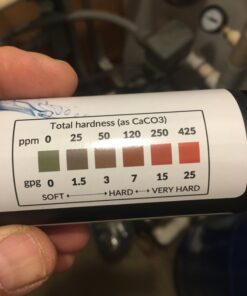 Total hardness (as CaCO3)
ppm 0 25 50 120 250 425
gpg 0 1.5 3 7 15 25
SOFT ← → HARD ← → VERY HARD